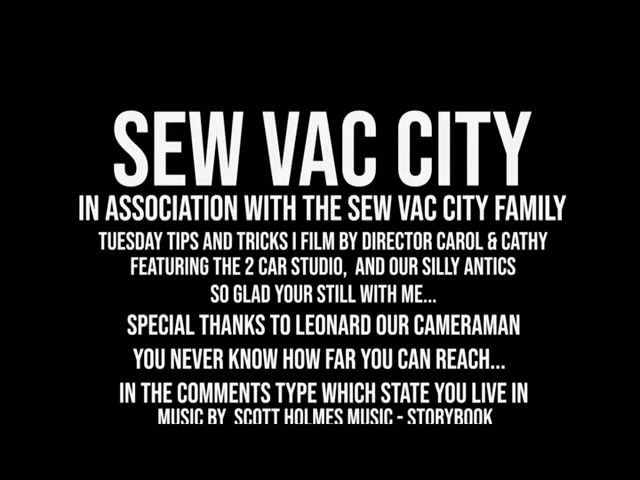 SEW VAC CITY
IN ASSOCIATION WITH THE SEW VAC CITY FAMILY
TUESDAY TIPS AND TRICKS | FILM BY DIRECTOR CAROL & CATHY
FEATURING THE 2 CAR STUDIO, AND OUR SILLY ANTICS
SO GLAD YOUR STILL WITH ME...
SPECIAL THANKS TO LEONARD OUR CAMERAMAN
YOU NEVER KNOW HOW FAR YOU CAN REACH...
IN THE COMMENTS TYPE WHICH STATE YOU LIVE IN
MUSIC BY SCOTT HOLMES MUSIC - STORYBOOK